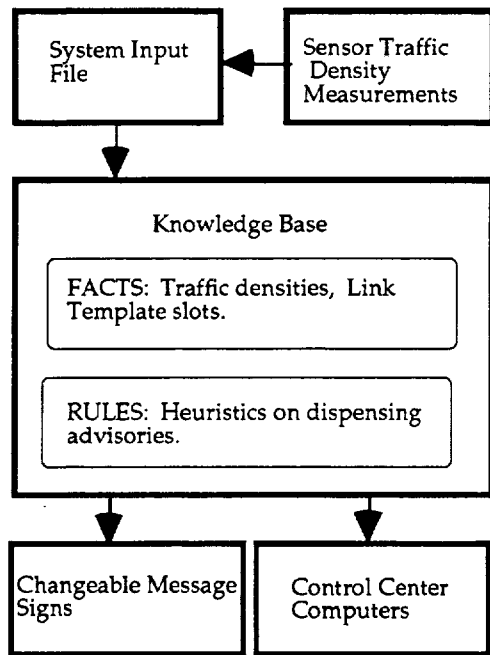 System Input
File
Sensor Traffic
Density
Measurements
Knowledge Base
FACTS: Traffic densities, Link
Template slots.
RULES: Heuristics on dispensing
advisories.
Changeable Message
Signs
Control Center
Computers